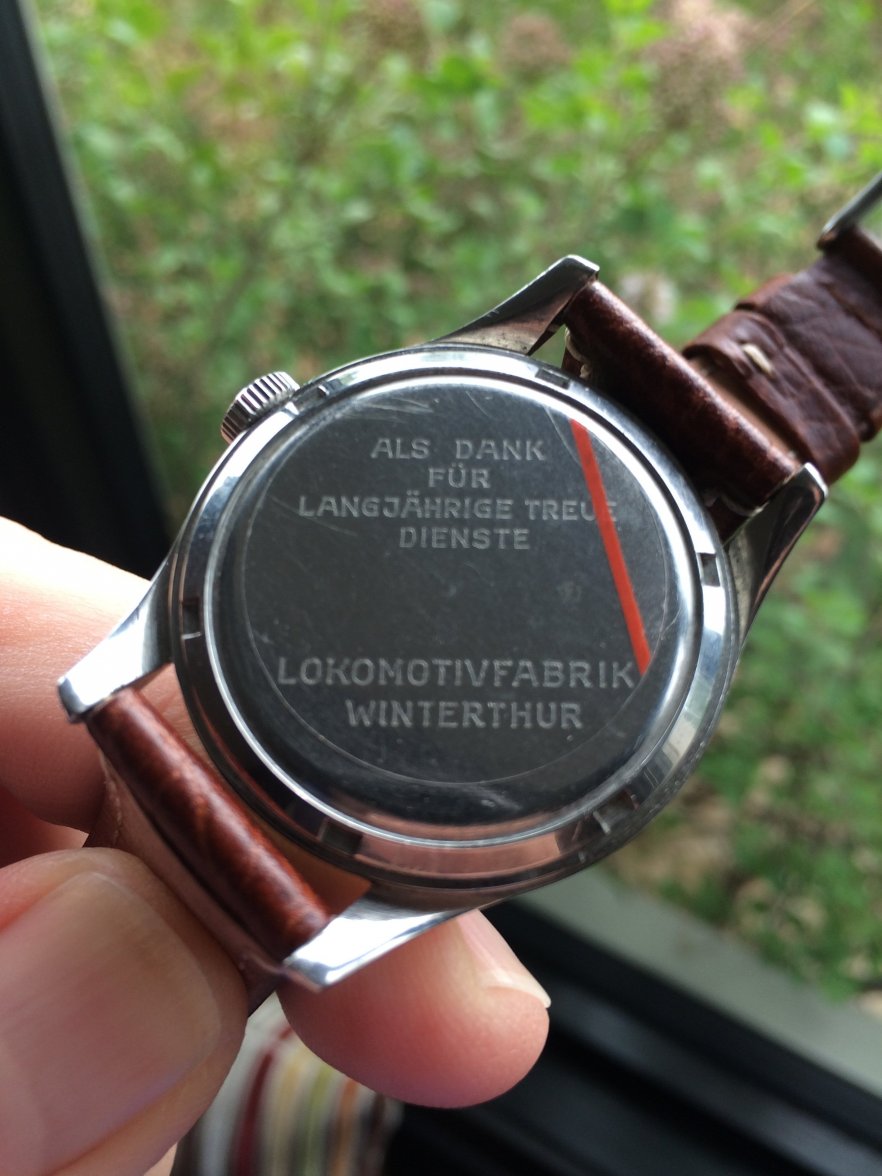 ALS DANK
FÜR
LANGJÄHRIGE TREUE
DIENSTE
LOKOMOTIVFABRIK
WINTERTHUR